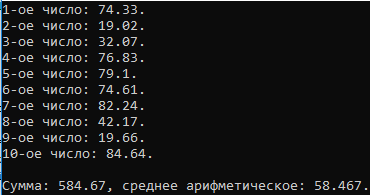 1-ое число: 74.33.
2-ое число: 19.02.
3-ое число: 32.07.
4-ое число: 76.83.
5-ое число: 79.1.
6-ое число: 74.61.
7-ое число: 82.24.
8-ое число: 42.17.
9-ое число: 19.66.
10-ое число: 84.64.
Сумма: 584.67, среднее арифметическое: 58.467.